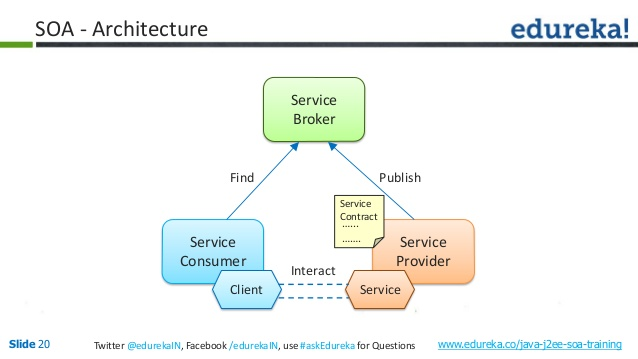 SOA - Architecture
edureka!
Service
Broker
Find
Publish
Service
Contract
......
.......
Service
Consumer
Service
Provider
Interact
Client
Service
Slide 20
Twitter @edurekaIN, Facebook /edurekaIN, use #askEdureka for Questions
www.edureka.co/java-j2ee-soa-training